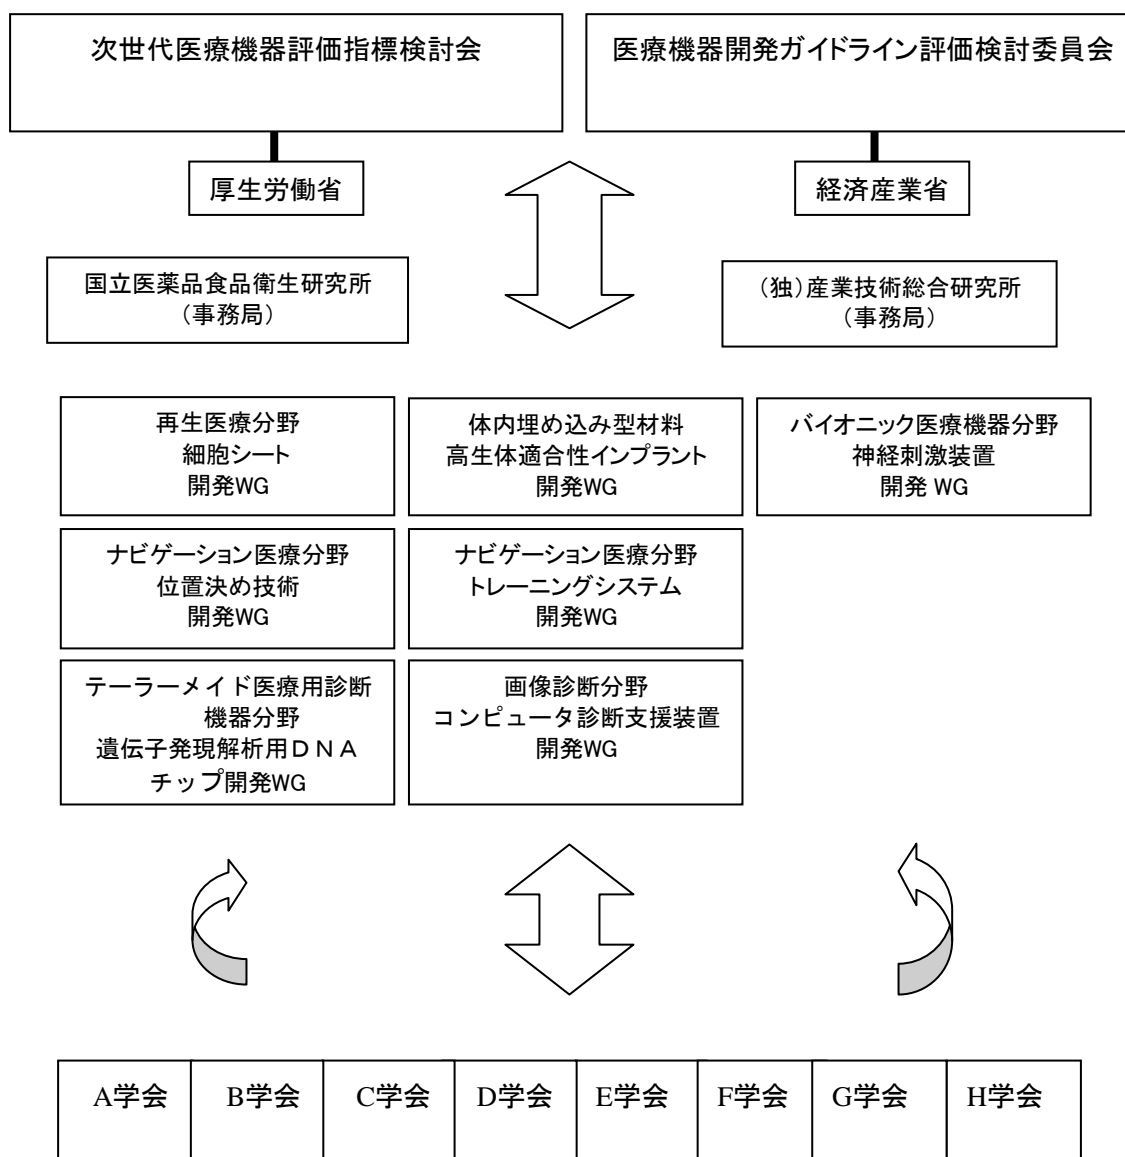 次世代医療機器評価指標検討会
医療機器開発ガイドライン評価検討委員会
厚生労働省
経済産業省
国立医薬品食品衛生研究所
（事務局）
（独）産業技術総合研究所
（事務局）
再生医療分野
細胞シート
開発WG
体内埋め込み型材料
高生体適合性インプラント
開発WG
バイオニック医療機器分野
神経刺激装置
開発 WG
ナビゲーション医療分野
位置決め技術
開発WG
ナビゲーション医療分野
トレーニングシステム
開発WG
テーラーメイド医療用診断
機器分野
遺伝子発現解析用ＤＮＡ
チップ開発WG
画像診断分野
コンピュータ診断支援装置
開発WG
A学会
B学会
C学会
D学会
E学会
F学会
G学会
H学会